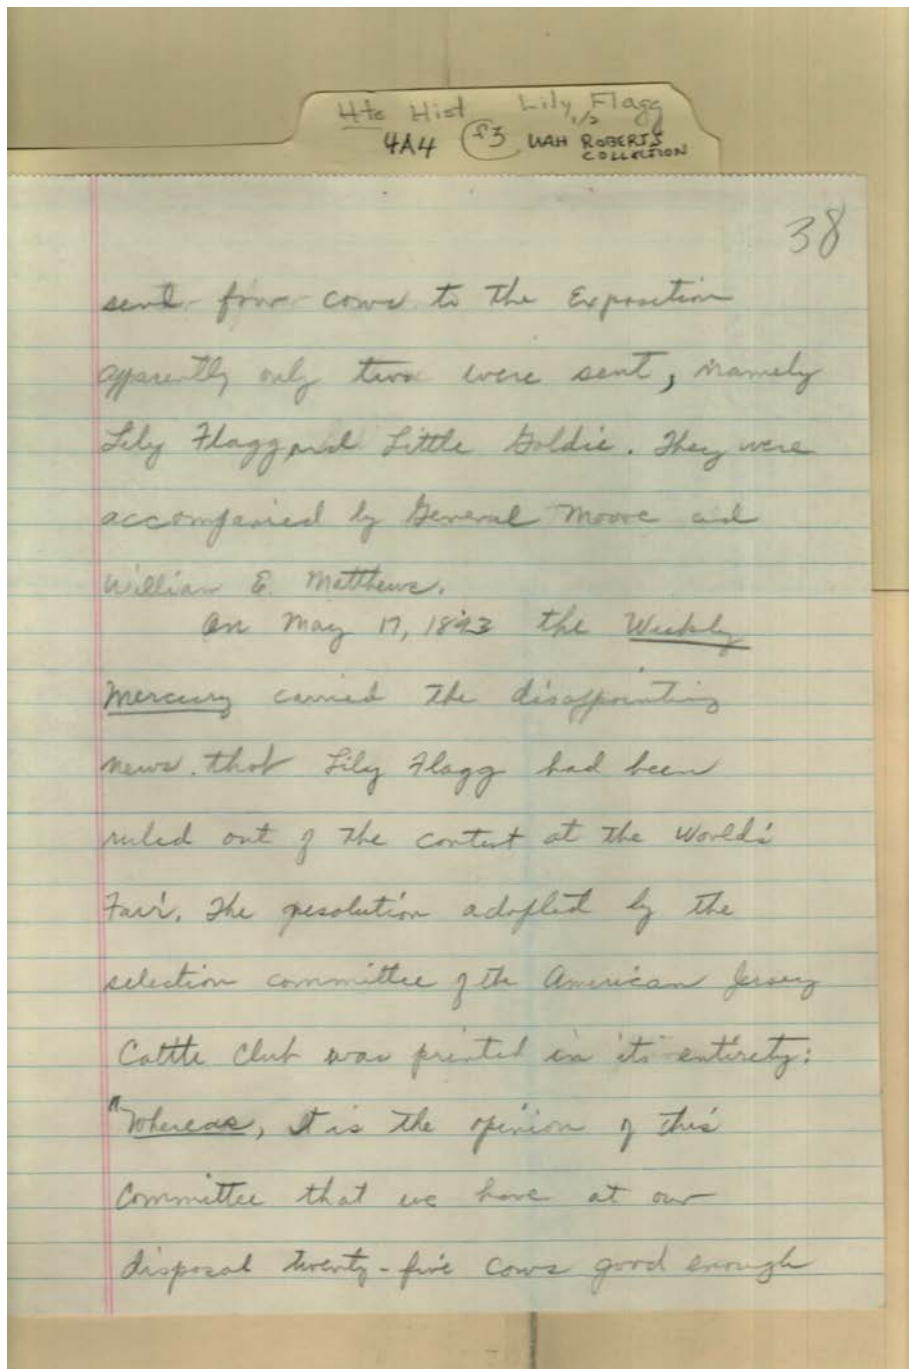 Hts Hist Lily Flagg
1/2
4A4 f3 UAH ROBERTS
COLLECTION
38
sent four cows to the Exposition
apparently only two were sent, namely
Lily Flagg and Little Goldie. They were
accompanied by General Moore and
William E. Matthews.
On May 17, 1893 the Weekly
Mercury carried the disappointing
news that Lily Flagg had been
ruled out of the contest at the World's
Fair. The resolution adopted by the
selection committee of the American Jersey
Cattle Club was printed in its entirety:
"Whereas, it is the opinion of this
Committee that we have at our
disposal twenty-five cows good enough